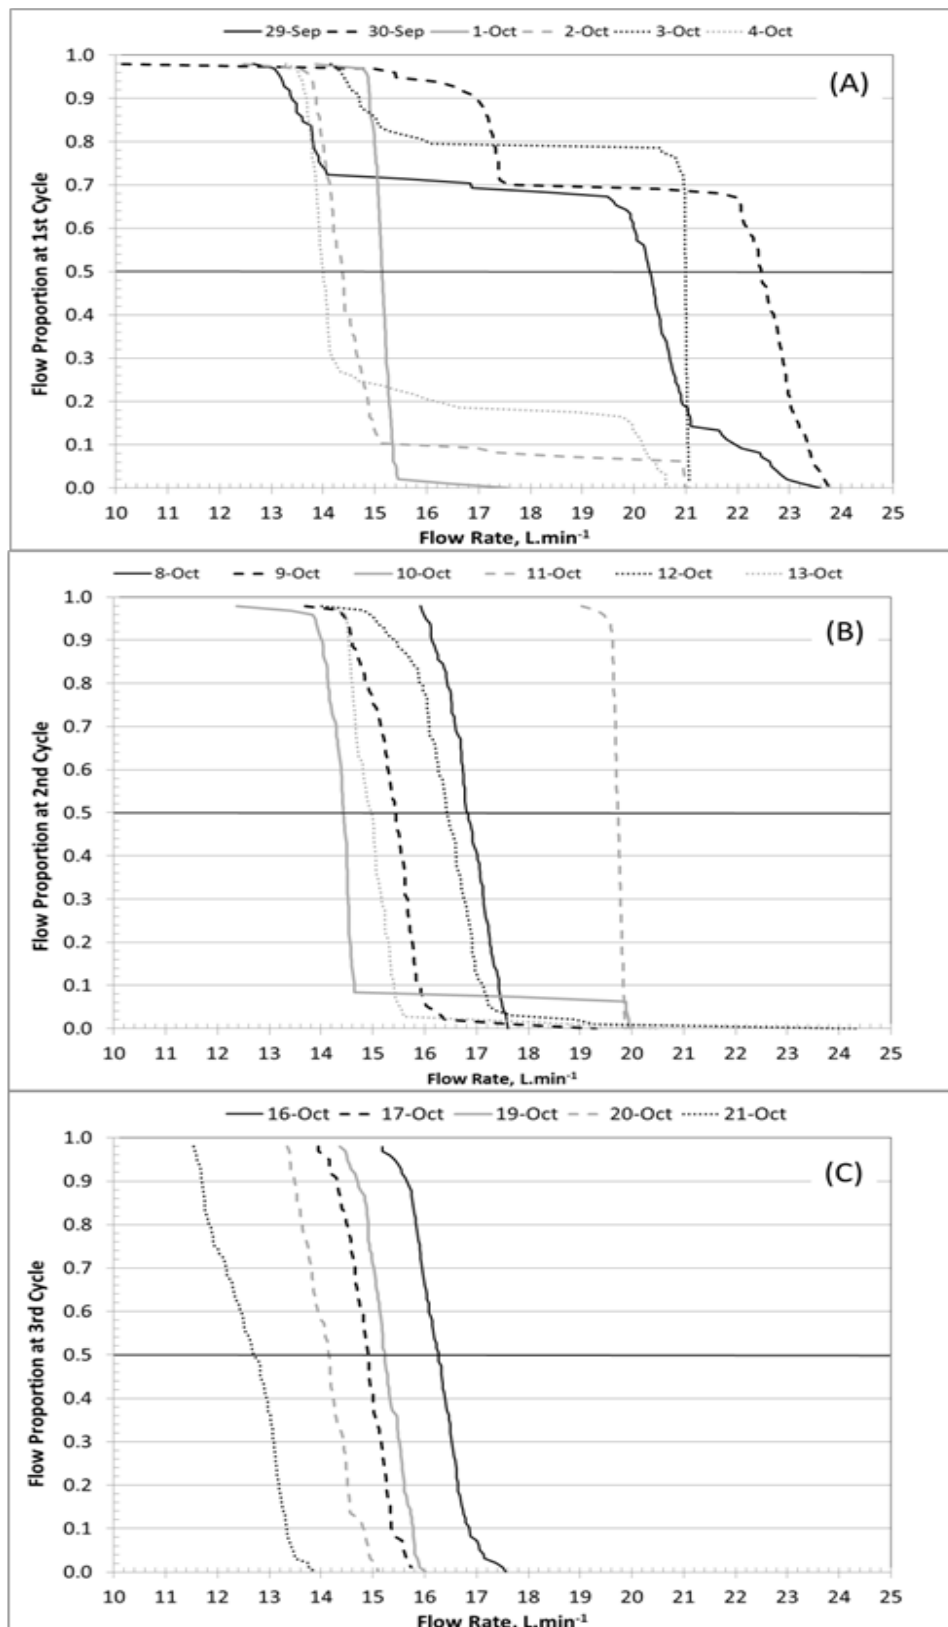 29-Sep 30-Sep 1-Oct 2-Oct 3-Oct 4-Oct
(A)
Flow Proportion at 1st Cycle
1.0
0.9
0.8
0.7
0.6
0.5
0.4
0.3
0.2
0.1
0.0
10 11 12 13 14 15 16 17 18 19 20 21 22 23 24 25
Flow Rate, L.min-1
8-Oct 9-Oct 10-Oct 11-Oct 12-Oct 13-Oct
(B)
Flow Proportion at 2nd Cycle
1.0
0.9
0.8
0.7
0.6
0.5
0.4
0.3
0.2
0.1
0.0
10 11 12 13 14 15 16 17 18 19 20 21 22 23 24 25
Flow Rate, L.min-1
16-Oct 17-Oct 19-Oct 20-Oct 21-Oct
(C)
Flow Proportion at 3rd Cycle
1.0
0.9
0.8
0.7
0.6
0.5
0.4
0.3
0.2
0.1
0.0
10 11 12 13 14 15 16 17 18 19 20 21 22 23 24 25
Flow Rate, L.min-1